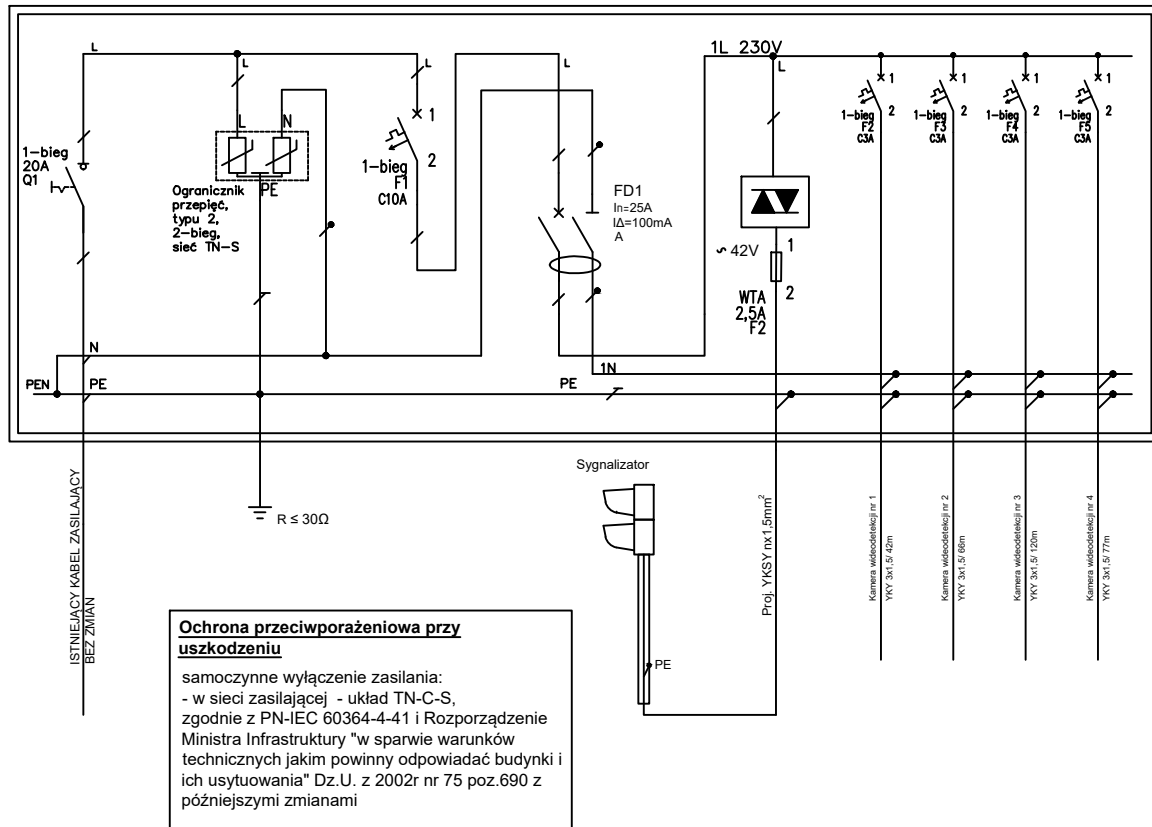 L
1L 230V
L
L
L
L
1-bieg
20A
Q1
L
N
PE
Ogranicznik
przepięć,
typu 2,
2-bieg,
sieć TN-S
1
2
1-bieg
F1
C10A
FD1
In=25A
IΔ=100mA
A
~ 42V
1
2
WTA
2,5A
F2
1
2
1-bieg
F2
C3A
1
2
1-bieg
F3
C3A
1
2
1-bieg
F4
C3A
1
2
1-bieg
F5
C3A
N
1N
PEN
PE
PE
ISTNIEJĄCY KABEL ZASILAJĄCY
BEZ ZMIAN
R ≤ 30Ω
Sygnalizator
PE
Proj. YKSY nx1,5mm²
Kamera wideodetekcji nr 1
YKY 3x1,5/ 42m
Kamera wideodetekcji nr 2
YKY 3x1,5/ 66m
Kamera wideodetekcji nr 3
YKY 3x1,5/ 120m
Kamera wideodetekcji nr 4
YKY 3x1,5/ 77m
Ochrona przeciwporażeniowa przy
uszkodzeniu
samoczynne wyłączenie zasilania:
- w sieci zasilającej - układ TN-C-S,
zgodnie z PN-IEC 60364-4-41 i Rozporządzenie
Ministra Infrastruktury "w sparwie warunków
technicznych jakim powinny odpowiadać budynki i
ich usytuowania" Dz.U. z 2002r nr 75 poz.690 z
późniejszymi zmianami